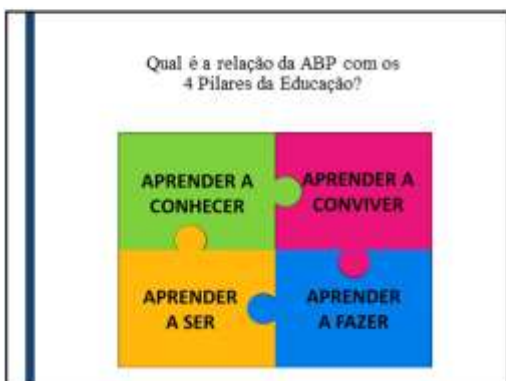 Qual é a relação da ABP com os
4 Pilares da Educação?
APRENDER A
CONHECER
APRENDER A
CONVIVER
APRENDER
A SER
APRENDER
A FAZER